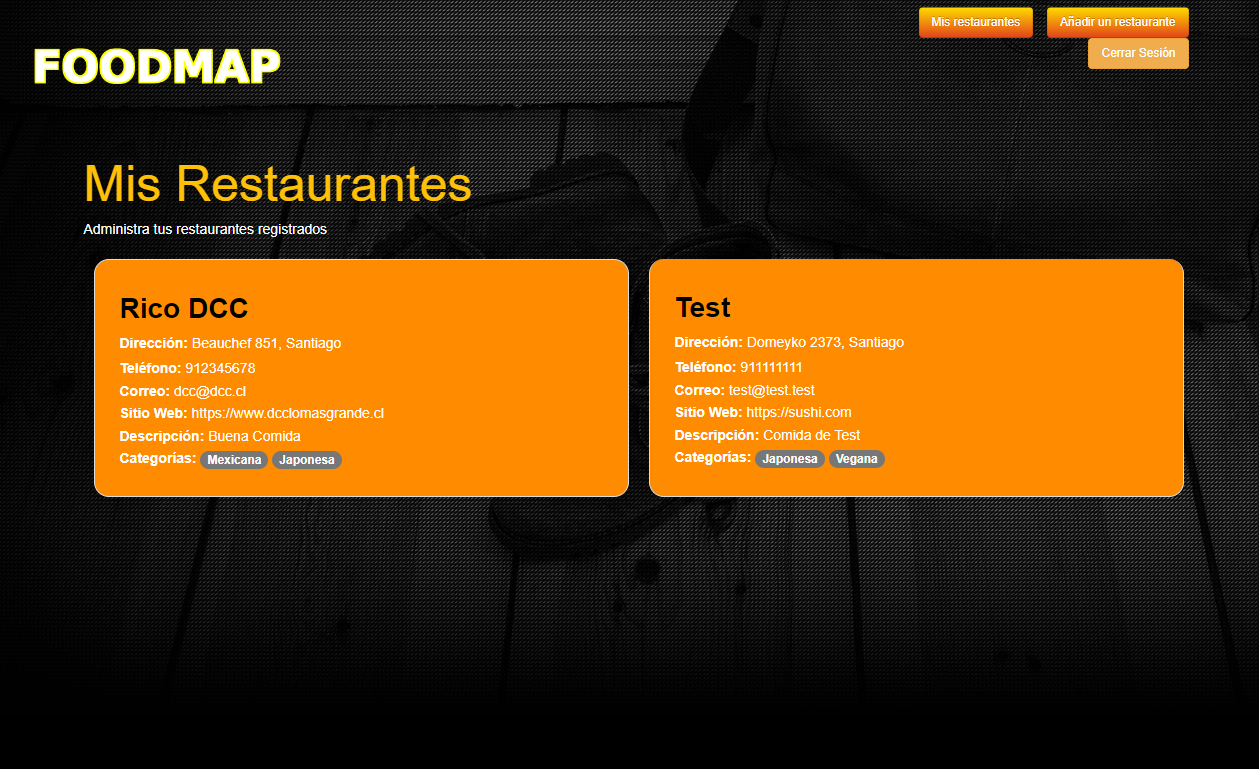 Mis restaurantes
Añadir un restaurante
Cerrar Sesión
FOODMAP
Mis Restaurantes
Administra tus restaurantes registrados
Rico DCC
Dirección: Beauchef 851, Santiago
Teléfono: 912345678
Correo: dcc@dcc.cl
Sitio Web: https://www.dcclomasgrande.cl
Descripción: Buena Comida
Categorías: Mexicana Japonesa
Test
Dirección: Domeyko 2373, Santiago
Teléfono: 911111111
Correo: test@test.test
Sitio Web: https://sushi.com
Descripción: Comida de Test
Categorías: Japonesa Vegana